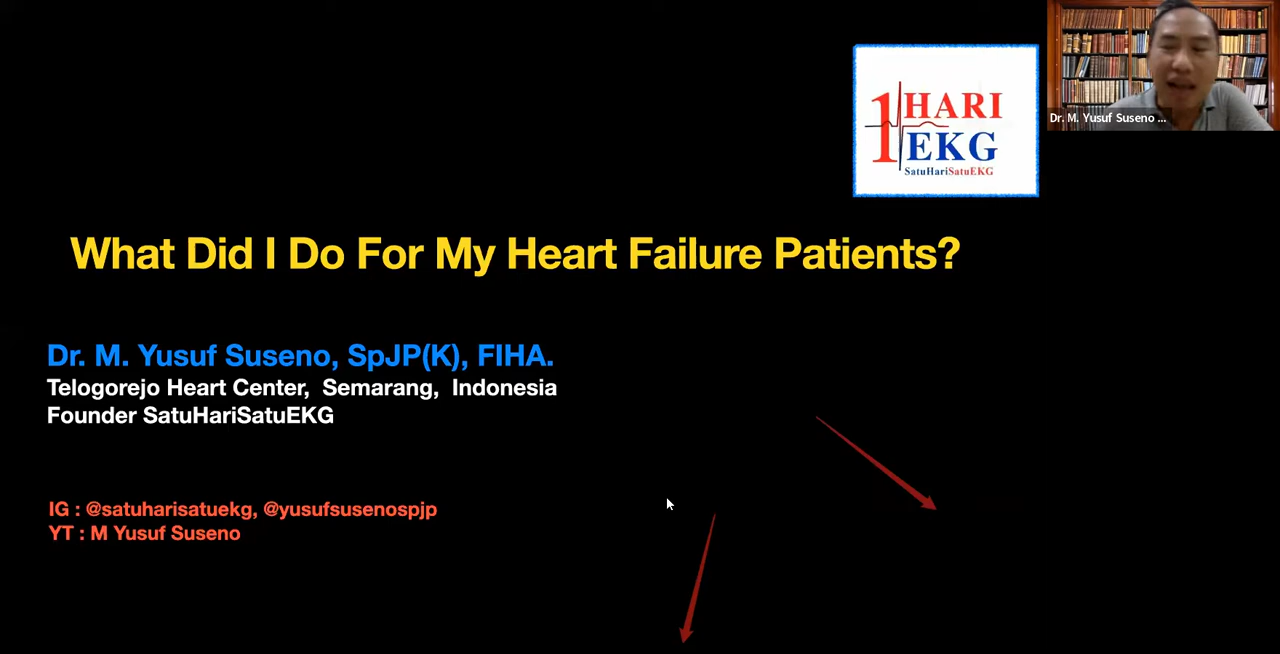 1 HARI
EKG
SatuHariSatuEKG
Dr. M. Yusuf Suseno ...
What Did I Do For My Heart Failure Patients?
Dr. M. Yusuf Suseno, SpJP(K), FIHA.
Telogorejo Heart Center, Semarang, Indonesia
Founder SatuHariSatuEKG
IG : @satuharisatuekg, @yusufsusenospjp
YT : M Yusuf Suseno